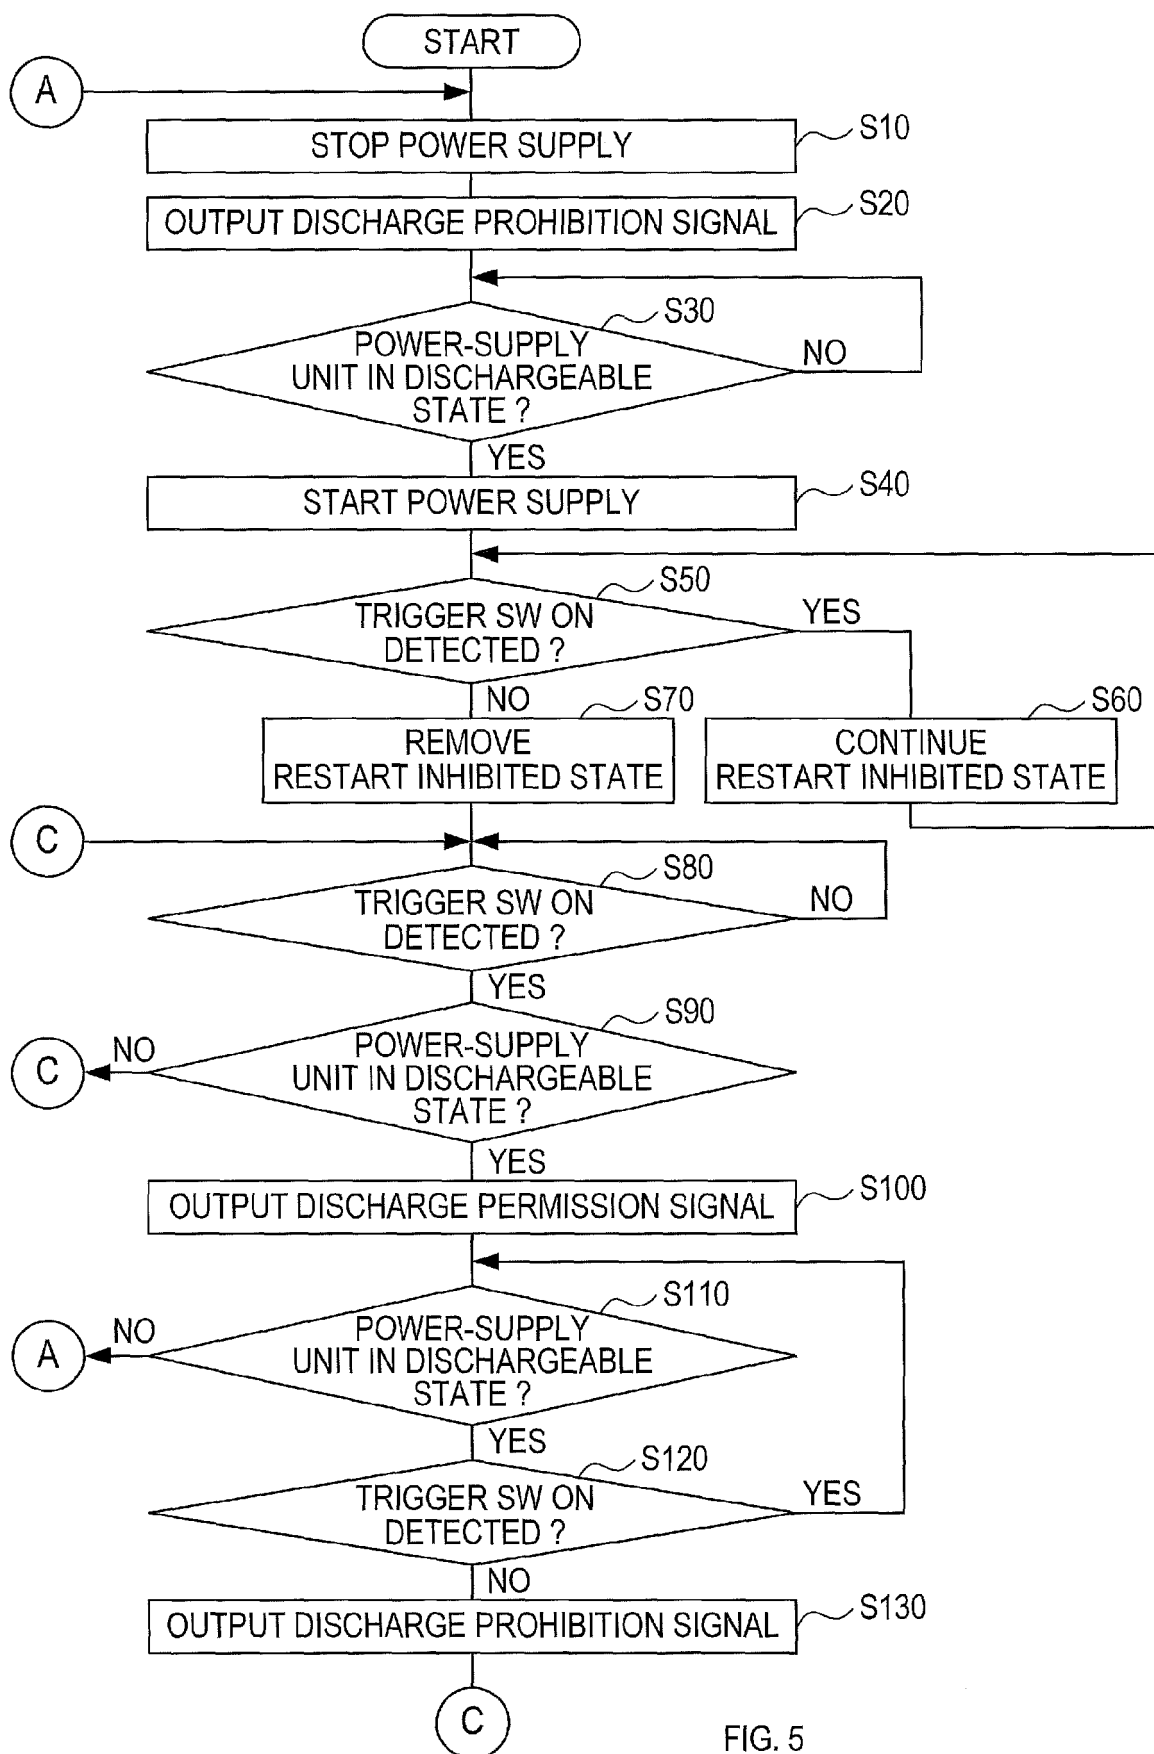 START
A
STOP POWER SUPPLY
S10
OUTPUT DISCHARGE PROHIBITION SIGNAL
S20
S30
POWER-SUPPLY
UNIT IN DISCHARGEABLE
STATE ?
NO
YES
START POWER SUPPLY
S40
S50
TRIGGER SW ON
DETECTED ?
YES
NO
S70
REMOVE
RESTART INHIBITED STATE
S60
CONTINUE
RESTART INHIBITED STATE
C
S80
TRIGGER SW ON
DETECTED ?
NO
YES
S90
POWER-SUPPLY
UNIT IN DISCHARGEABLE
STATE ?
NO
C
YES
OUTPUT DISCHARGE PERMISSION SIGNAL
S100
S110
POWER-SUPPLY
UNIT IN DISCHARGEABLE
STATE ?
NO
A
YES
S120
TRIGGER SW ON
DETECTED ?
YES
NO
OUTPUT DISCHARGE PROHIBITION SIGNAL
S130
C
FIG. 5